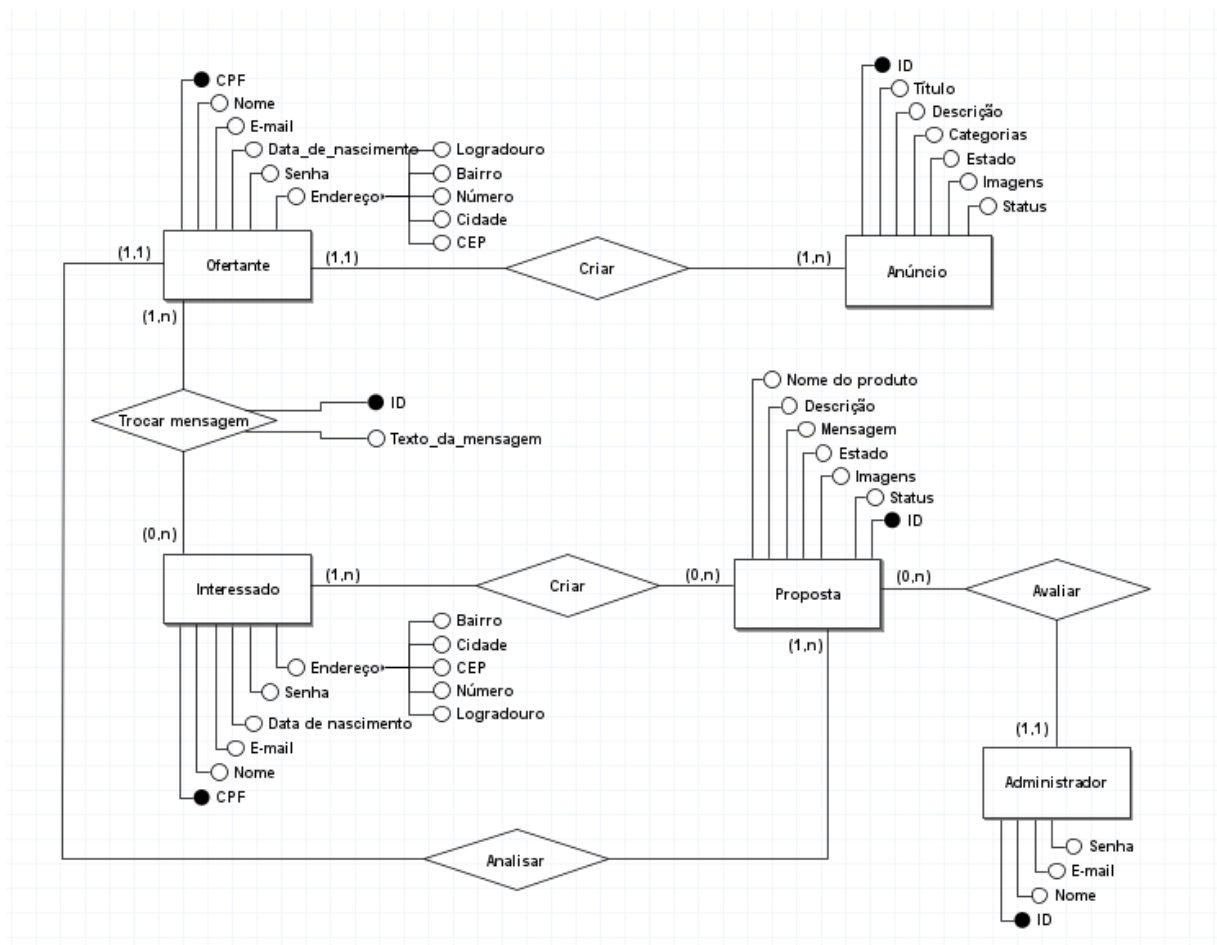 CPF
Nome
E-mail
Data_de_nascimento
Senha
Endereço
Logradouro
Bairro
Número
Cidade
CEP
ID
Título
Descrição
Categorias
Estado
Imagens
Status
(1,1)
Ofertante
(1,1)
Criar
(1,n)
Anúncio
(1,n)
Trocar mensagem
ID
Texto_da_mensagem
Nome do produto
Descrição
Mensagem
Estado
Imagens
Status
ID
(0,n)
Interessado
(1,n)
Criar
(0,n)
Proposta
(0,n)
Avaliar
(1,n)
Endereço
Bairro
Cidade
CEP
Número
Logradouro
Senha
Data de nascimento
E-mail
Nome
CPF
(1,1)
Administrador
Analisar
Senha
E-mail
Nome
ID